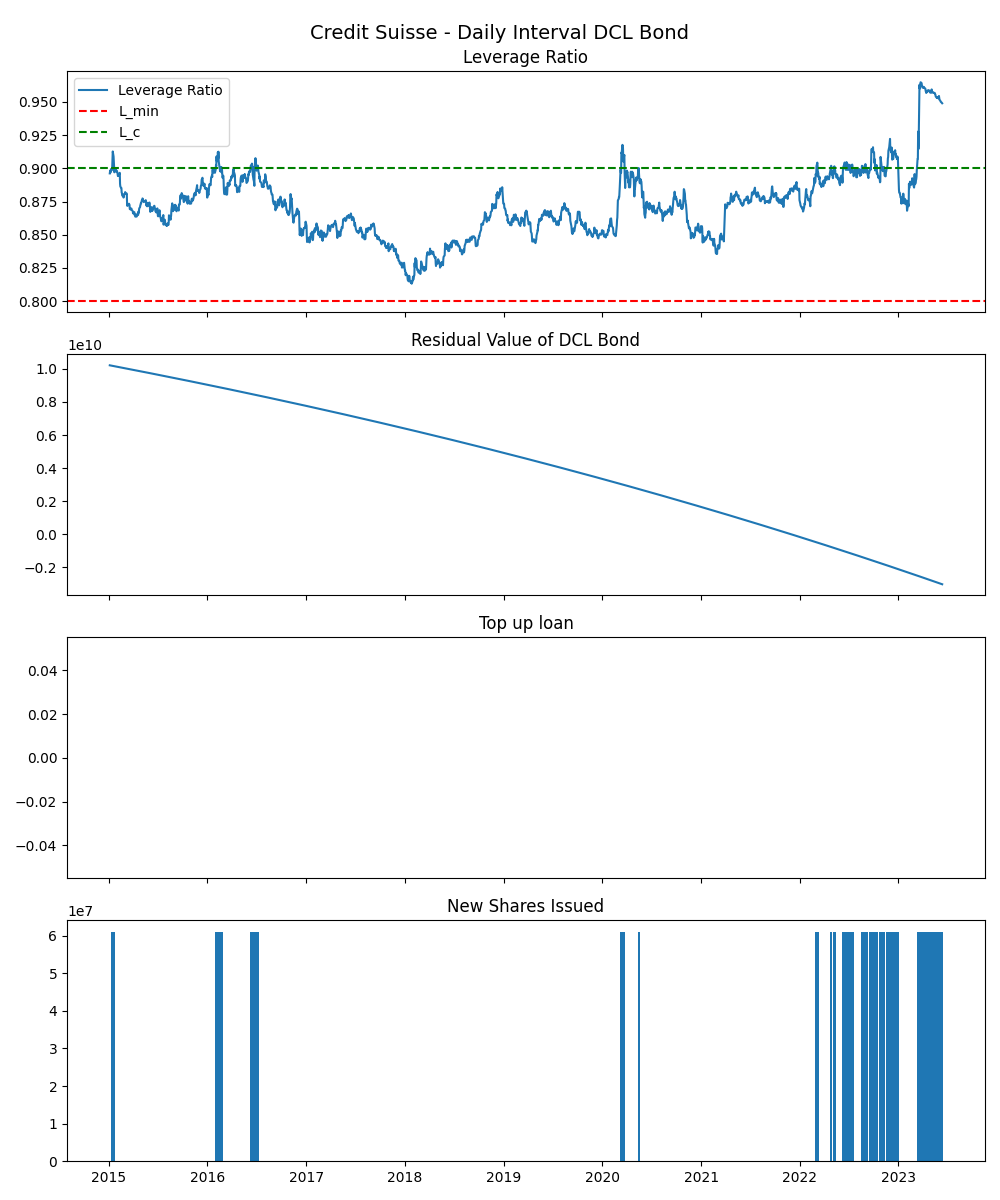 Credit Suisse - Daily Interval DCL Bond
Leverage Ratio
Leverage Ratio
L_min
L_c
0.950
0.925
0.900
0.875
0.850
0.825
0.800
Residual Value of DCL Bond
1e10
1.0
0.8
0.6
0.4
0.2
0.0
−0.2
Top up loan
0.04
0.02
0.00
−0.02
−0.04
New Shares Issued
1e7
6
5
4
3
2
1
0
2015 2016 2017 2018 2019 2020 2021 2022 2023